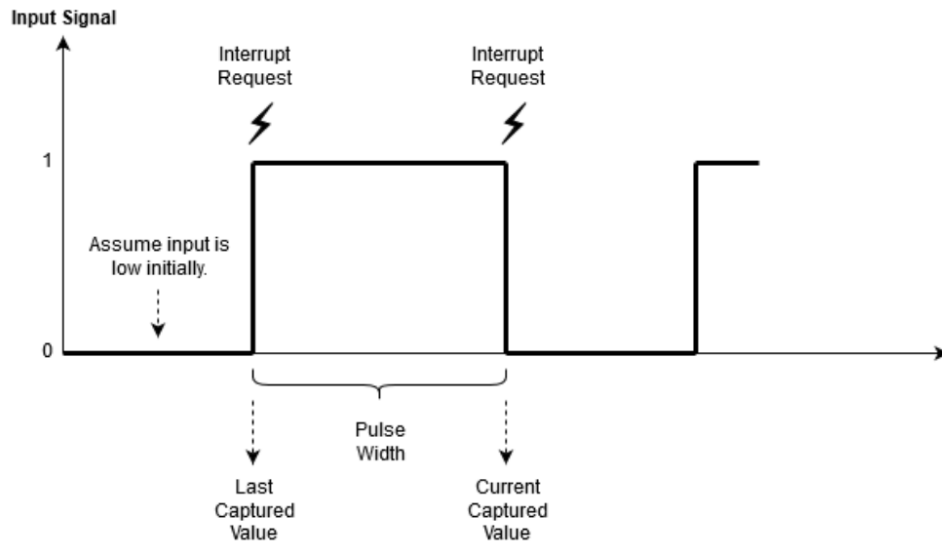 Input Signal
Interrupt
Request
Interrupt
Request
1
Assume input is
low initially.
0
Pulse
Width
Last
Captured
Value
Current
Captured
Value